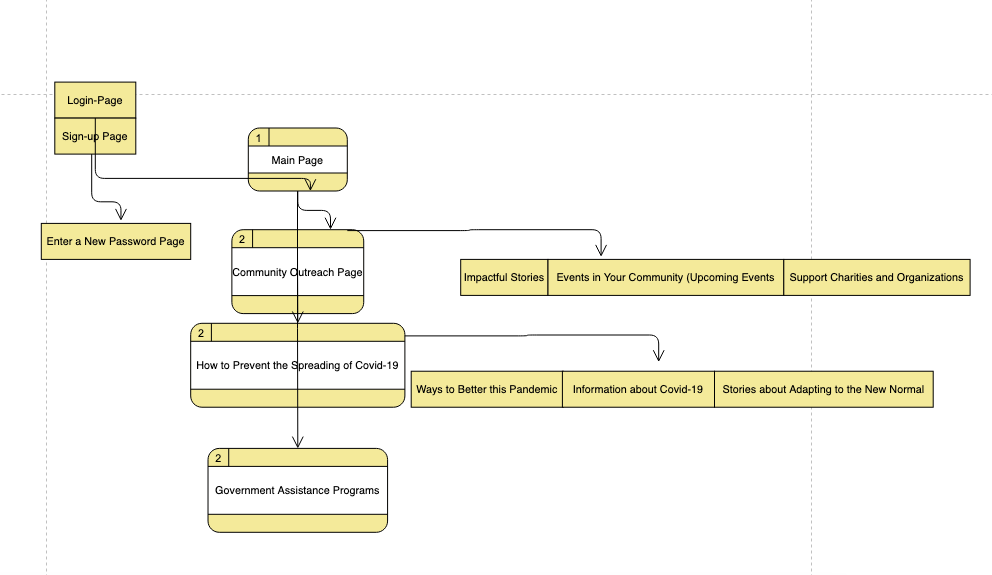 Login-Page
Sign-up Page
1
Main Page
Enter a New Password Page
2
Community Outreach Page
Impactful Stories
Events in Your Community (Upcoming Events
Support Charities and Organizations
2
How to Prevent the Spreading of Covid-19
Ways to Better this Pandemic
Information about Covid-19
Stories about Adapting to the New Normal
2
Government Assistance Programs